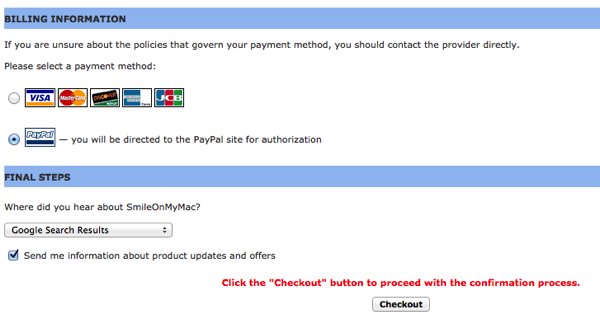 BILLING INFORMATION
If you are unsure about the policies that govern your payment method, you should contact the provider directly.
Please select a payment method:
VISA MasterCard DISCOVER JCB
PayPal — you will be directed to the PayPal site for authorization
FINAL STEPS
Where did you hear about SmileOnMyMac?
Google Search Results
Send me information about product updates and offers
Click the "Checkout" button to proceed with the confirmation process.
Checkout